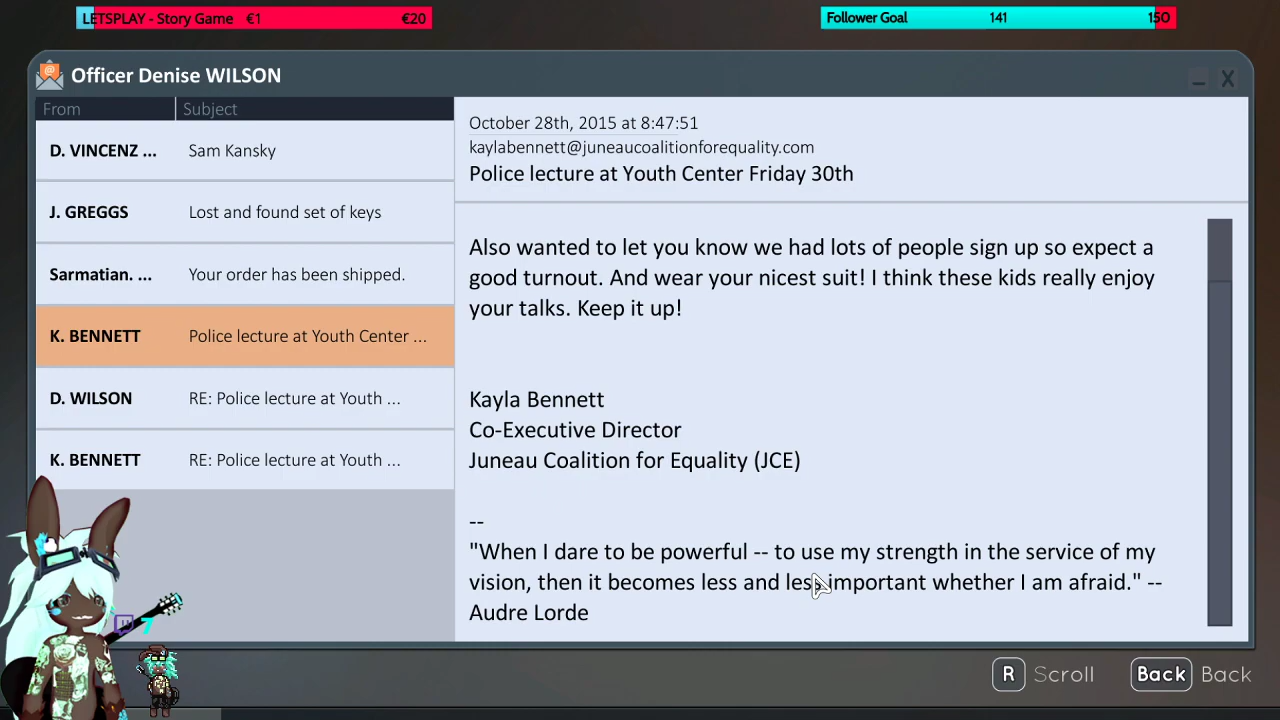 LETSPLAY - Story Game €1 €20
Follower Goal 141 150
Officer Denise WILSON
From Subject
D. VINCENZ ... Sam Kansky
J. GREGGS Lost and found set of keys
Sarmatian. ... Your order has been shipped.
K. BENNETT Police lecture at Youth Center ...
D. WILSON RE: Police lecture at Youth ...
K. BENNETT RE: Police lecture at Youth ...
October 28th, 2015 at 8:47:51
kaylabennett@juneaucoalitionforequality.com
Police lecture at Youth Center Friday 30th
Also wanted to let you know we had lots of people sign up so expect a
good turnout. And wear your nicest suit! I think these kids really enjoy
your talks. Keep it up!
Kayla Bennett
Co-Executive Director
Juneau Coalition for Equality (JCE)
--
"When I dare to be powerful -- to use my strength in the service of my
vision, then it becomes less and less important whether I am afraid." --
Audre Lorde
7
R Scroll Back Back